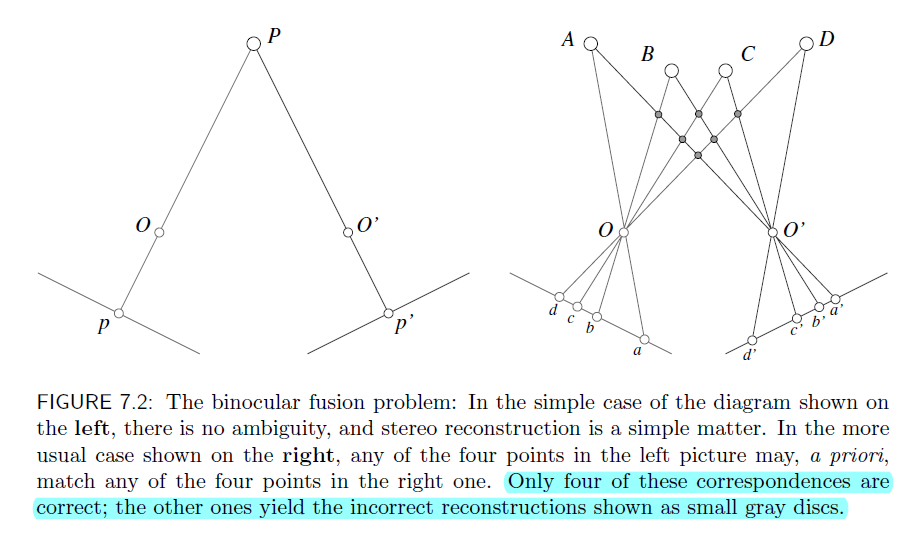 P
O
O'
p
p'
A
B
C
D
O
O'
d
c
b
a
d'
c'
b'
a'
FIGURE 7.2: The binocular fusion problem: In the simple case of the diagram shown on
the left, there is no ambiguity, and stereo reconstruction is a simple matter. In the more
usual case shown on the right, any of the four points in the left picture may, a priori,
match any of the four points in the right one. Only four of these correspondences are
correct; the other ones yield the incorrect reconstructions shown as small gray discs.